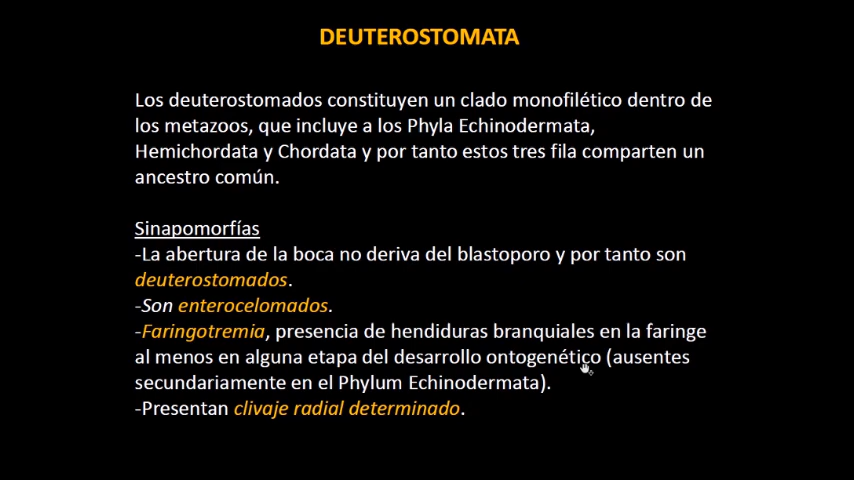 DEUTEROSTOMATA
Los deuterostomados constituyen un clado monofilético dentro de
los metazoos, que incluye a los Phyla Echinodermata,
Hemichordata y Chordata y por tanto estos tres fila comparten un
ancestro común.
Sinapomorfías
-La abertura de la boca no deriva del blastoporo y por tanto son
deuterostomados.
-Son enterocelomados.
-Faringotremia, presencia de hendiduras branquiales en la faringe
al menos en alguna etapa del desarrollo ontogenético (ausentes
secundariamente en el Phylum Echinodermata).
-Presentan clivaje radial determinado.